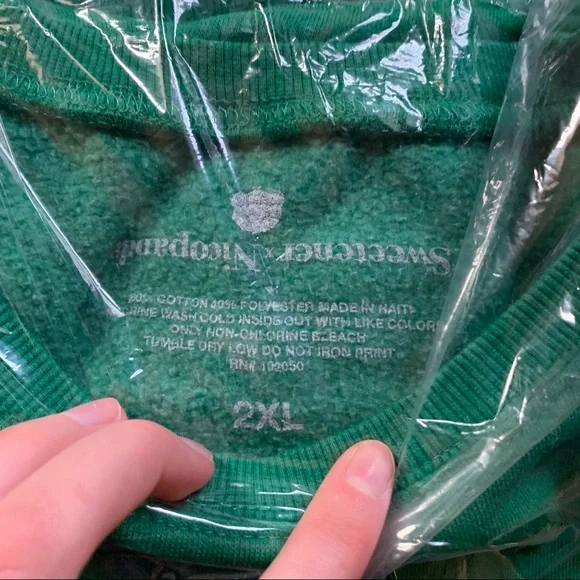 Sweetener x Nicopanda
60% COTTON 40% POLYESTER MADE IN HAITI
MACHINE WASH COLD INSIDE OUT WITH LIKE COLORS
ONLY NON-CHLORINE BLEACH
TUMBLE DRY LOW DO NOT IRON PRINT
RN# 102050
2XL